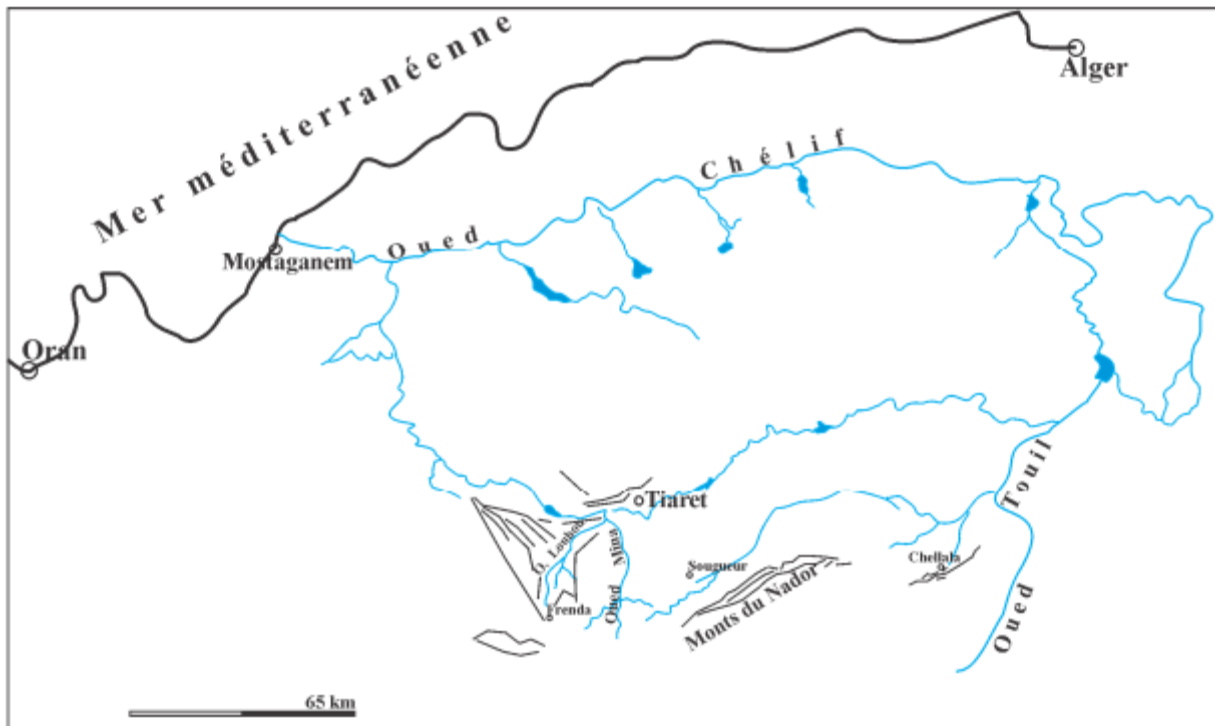 Mer méditerranéenne
Alger
Oued Chélif
Mostaganem
Oran
Oued Touil
Tiaret
O. Louhou
Oued Mina
Sougueur
Chellala
Frenda
Monts du Nador
65 km